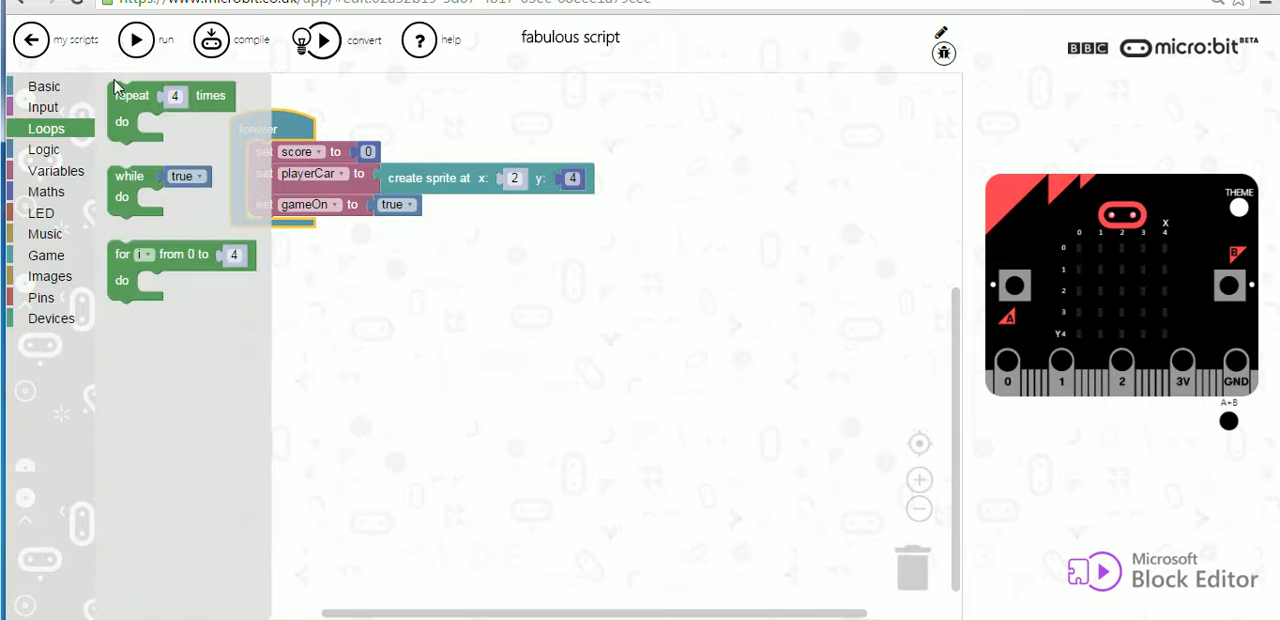 my scripts run compile convert help fabulous script BBC micro:bit BETA
Basic
Input
Loops
Logic
Variables
Maths
LED
Music
Game
Images
Pins
Devices
repeat 4 times
do
while true
do
for i from 0 to 4
do
forever
set score to 0
set playerCar to create sprite at x: 2 y: 4
set gameOn to true
THEME
X
0 1 2 3 4
0
1
2
3
Y4
B
A
0 1 2 3V GND
A+B
Microsoft
Block Editor